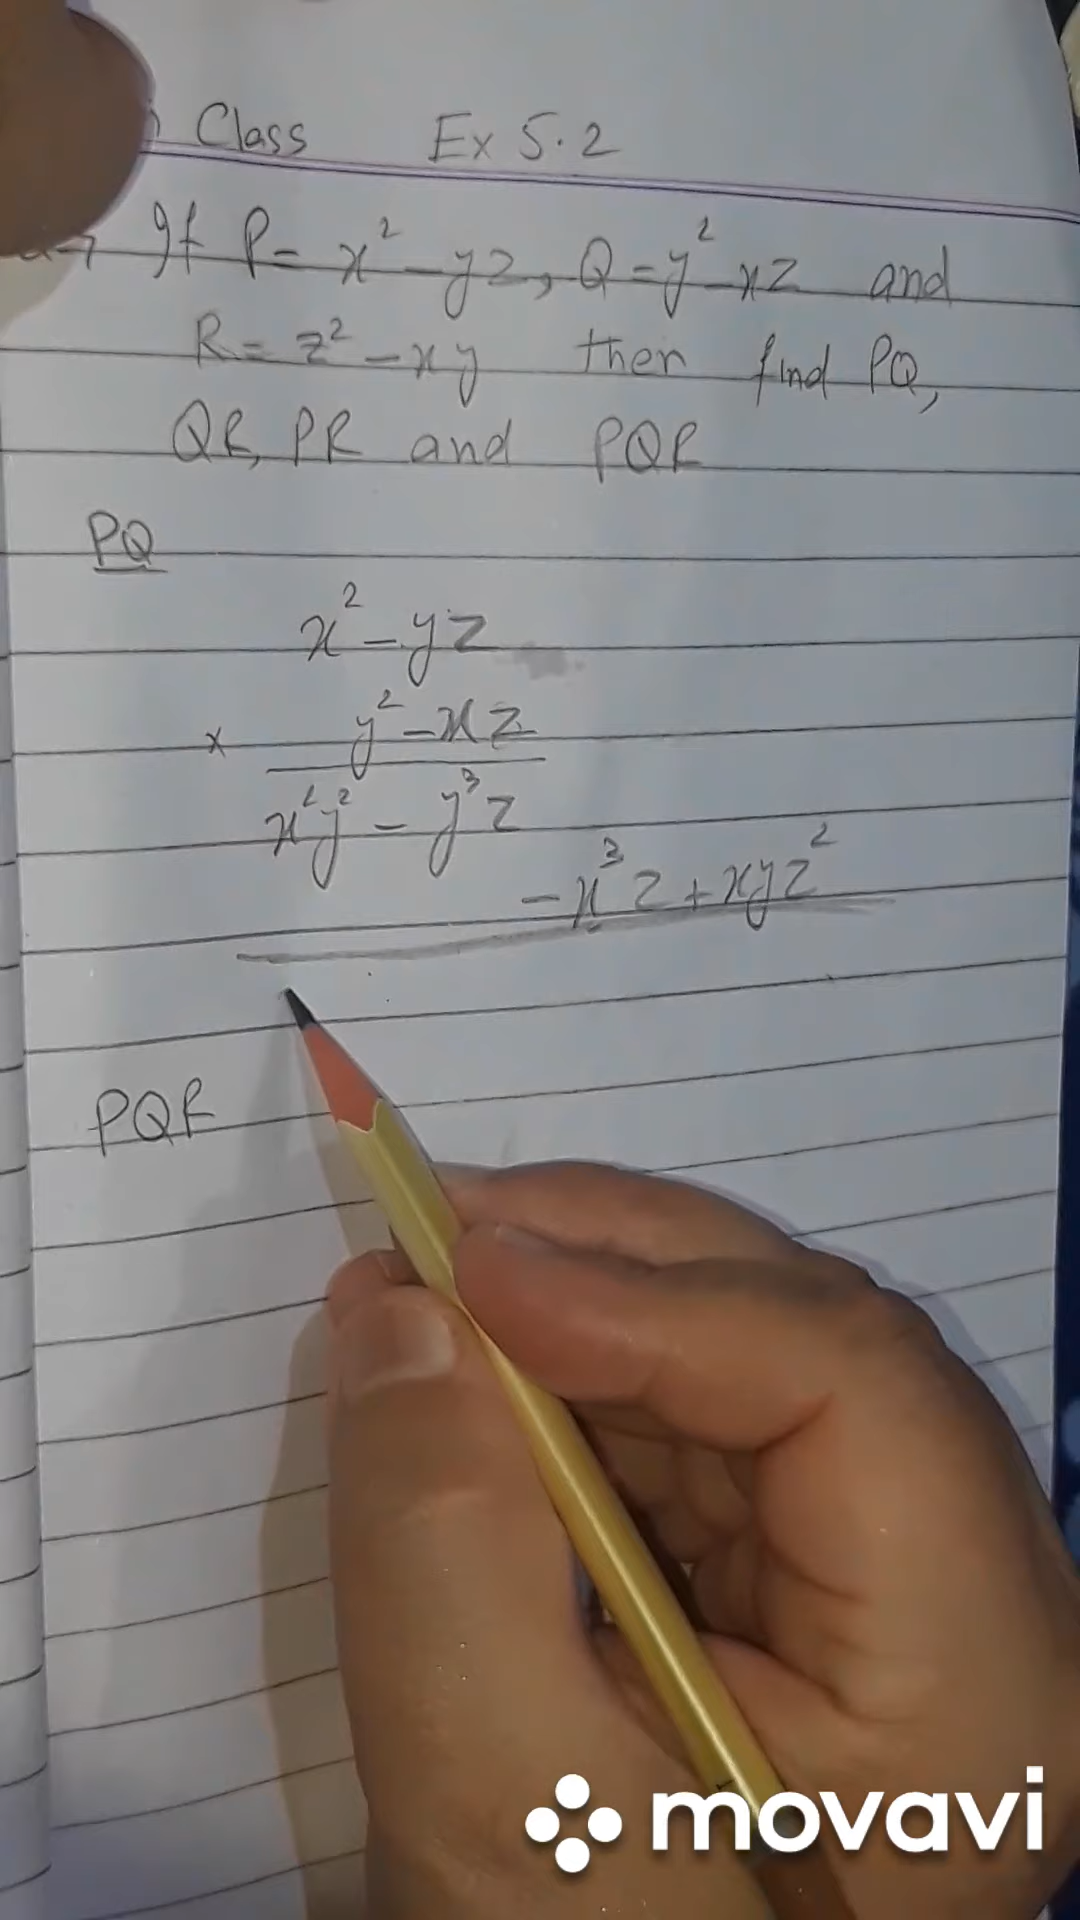 Class Ex 5.2
If P = x² - yz, Q = y² - xz and
R = z² - xy then find PQ,
QR, PR and PQR
PQ
x² - yz
× y² - xz
x²y² - y³z
- x³z + xyz²
PQR
movavi